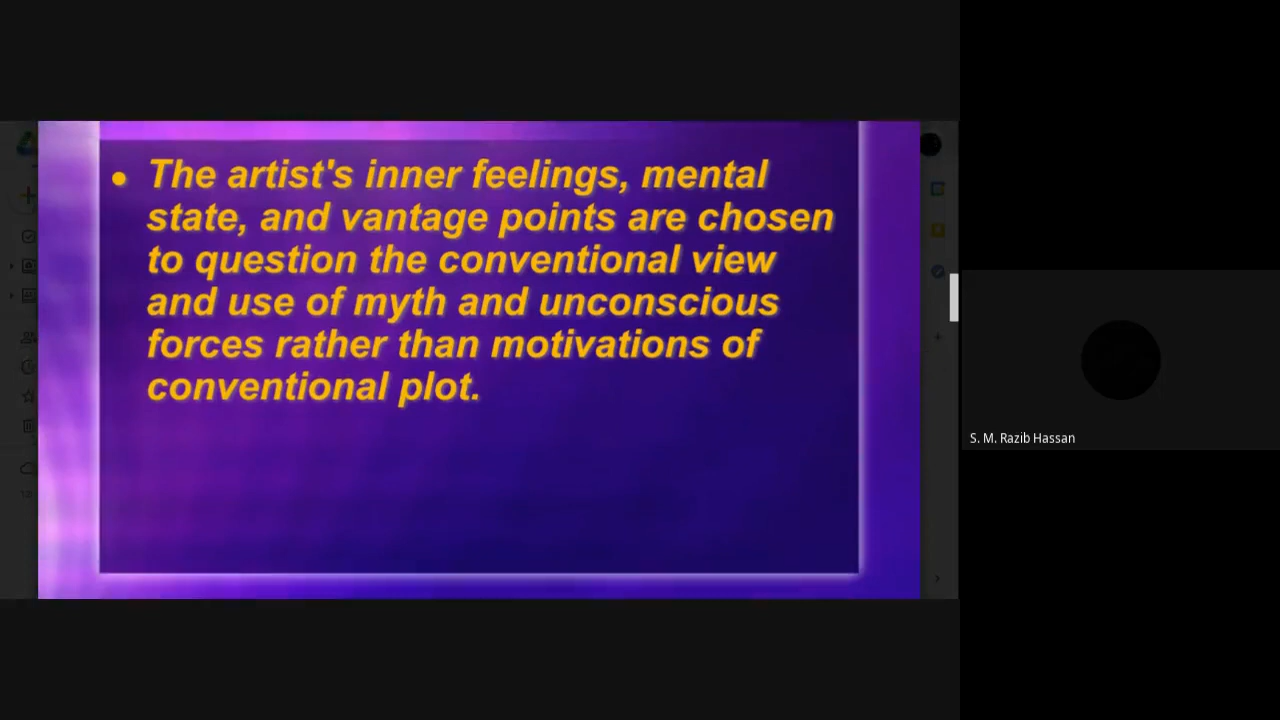 The artist's inner feelings, mental
state, and vantage points are chosen
to question the conventional view
and use of myth and unconscious
forces rather than motivations of
conventional plot.
S. M. Razib Hassan